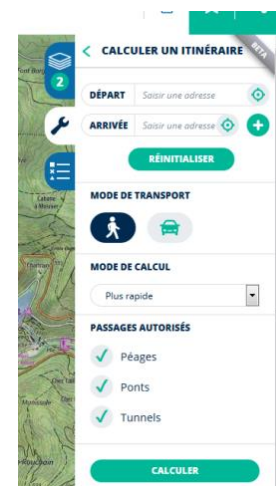 CALCULER UN ITINÉRAIRE
BETA
2
DÉPART Saisir une adresse
ARRIVÉE Saisir une adresse
RÉINITIALISER
MODE DE TRANSPORT
MODE DE CALCUL
Plus rapide
PASSAGES AUTORISÉS
Péages
Ponts
Tunnels
CALCULER